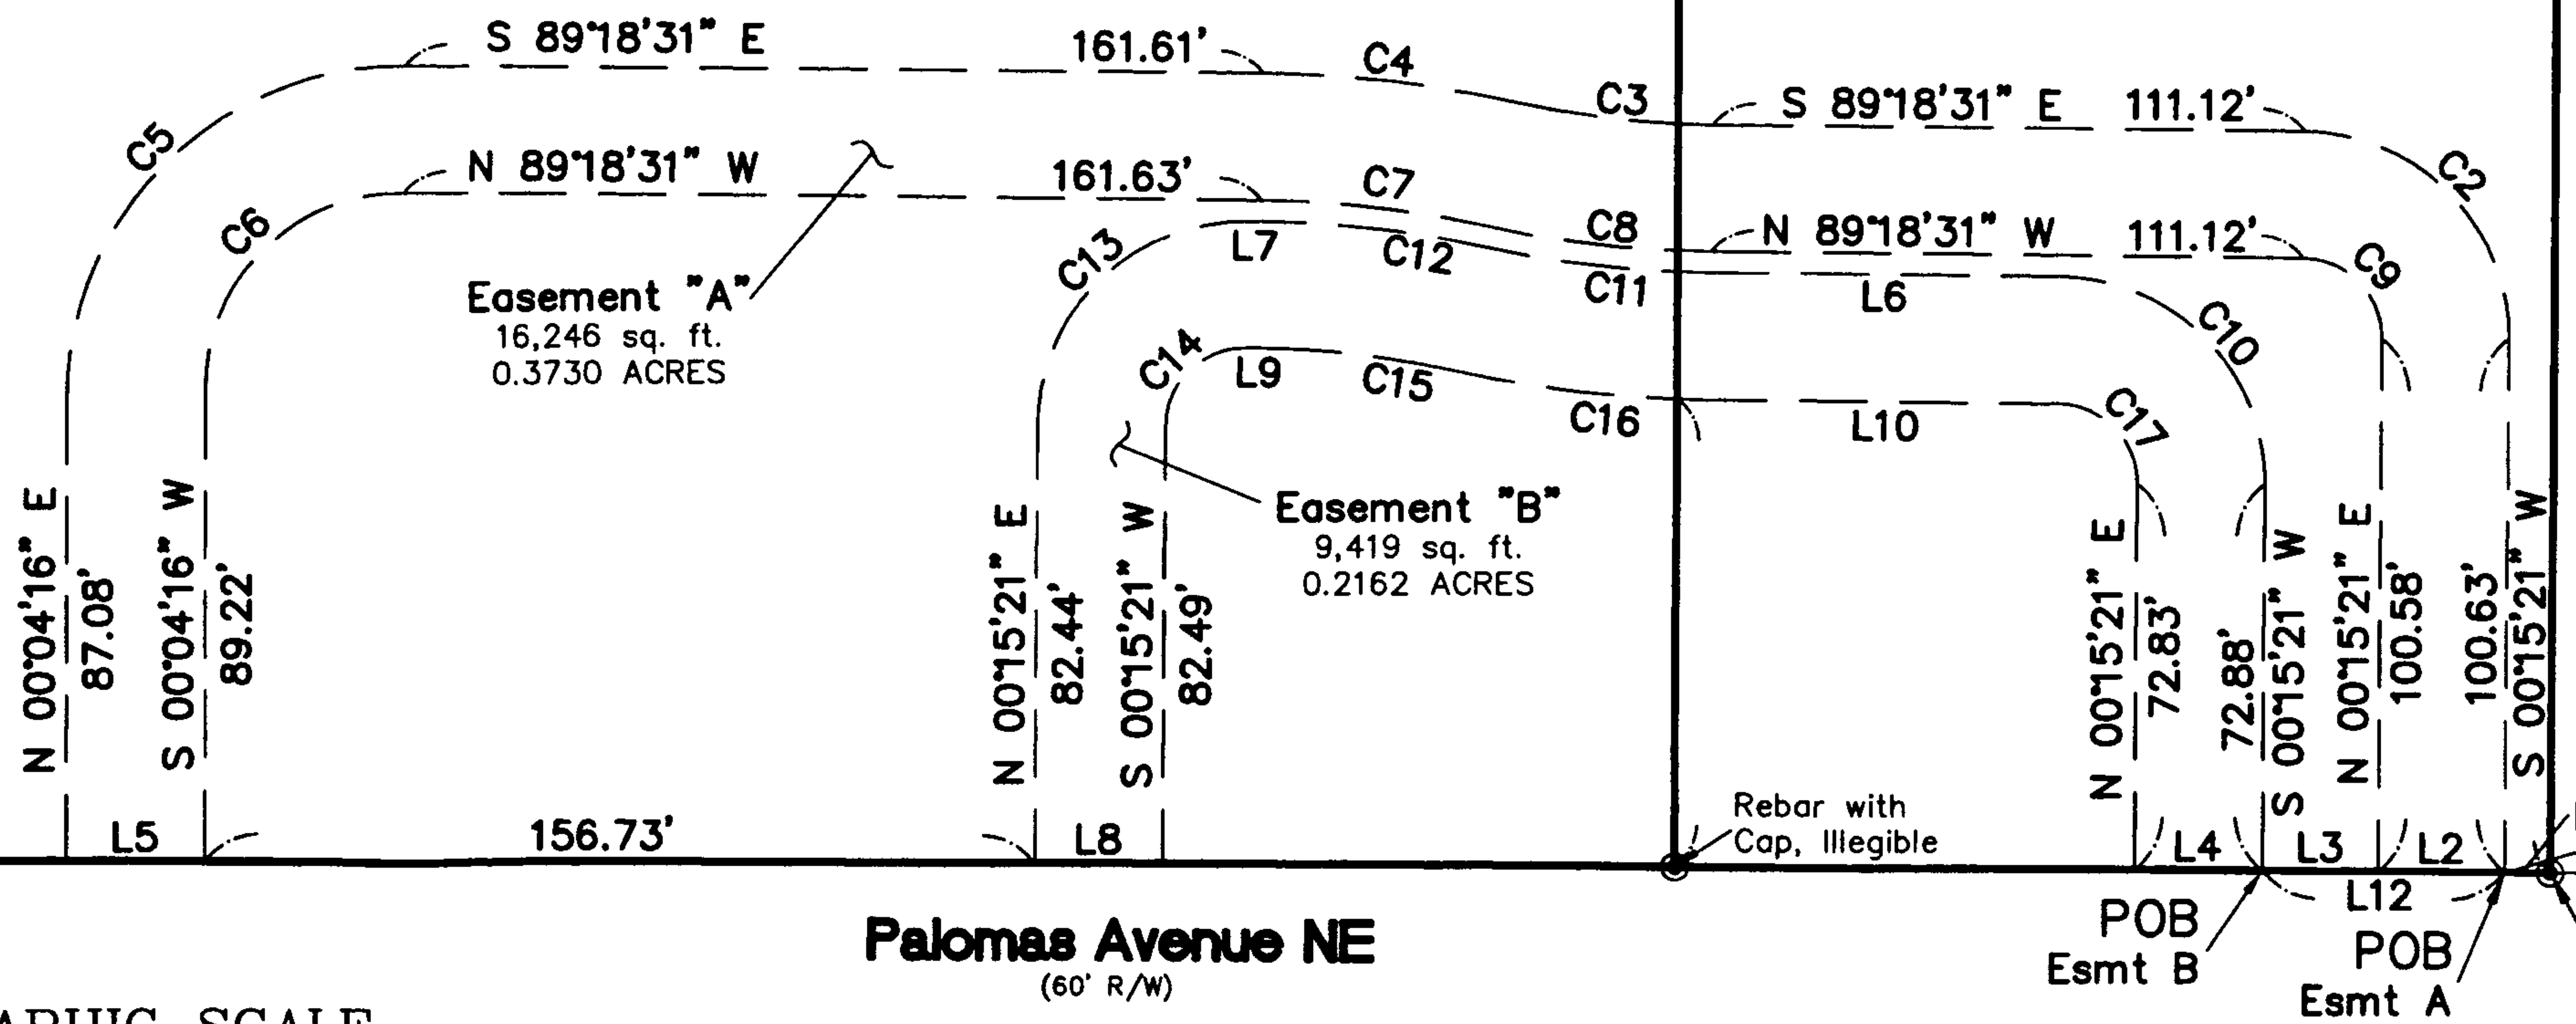 S 89°18'31" E 161.61' C4
C3 S 89°18'31" E 111.12'
C5 C2
N 89°18'31" W 161.63' C7
C8 N 89°18'31" W 111.12'
C6 C13 L7 C12 C11 L6 C9 C10
Easement "A"
16,246 sq. ft.
0.3730 ACRES
C14 L9 C15 C16 L10 C17
Easement "B"
9,419 sq. ft.
0.2162 ACRES
N 00°04'16" E
87.08'
S 00°04'16" W
89.22'
N 00°15'21" E
82.44'
S 00°15'21" W
82.49'
N 00°15'21" E
72.83'
72.88'
S 00°15'21" W
N 00°15'21" E
100.58'
100.63'
S 00°15'21" W
Rebar with
Cap, Illegible
L5 156.73' L8 L4 L3 L2
L12
Palomas Avenue NE
(60' R/W)
POB
Esmt B
POB
Esmt A
SCALE